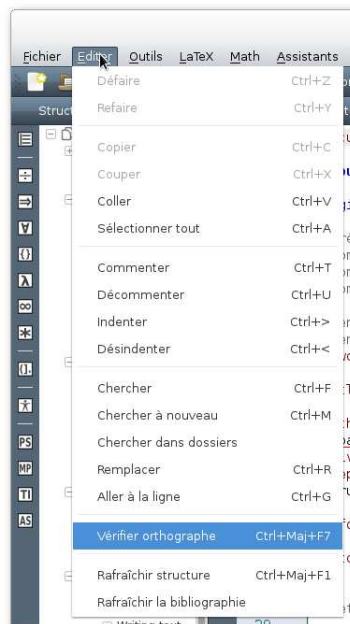 Fichier Editer Outils LaTeX Math Assistants
Défaire Ctrl+Z
Refaire Ctrl+Y
Struct
Copier Ctrl+C
Couper Ctrl+X
Coller Ctrl+V
Sélectionner tout Ctrl+A
Commenter Ctrl+T
Décommenter Ctrl+U
Indenter Ctrl+>
Désindenter Ctrl+<
Chercher Ctrl+F
Chercher à nouveau Ctrl+M
Chercher dans dossiers
PS
Remplacer Ctrl+R
MP
Aller à la ligne Ctrl+G
TI
AS
Vérifier orthographe Ctrl+Maj+F7
Rafraîchir structure Ctrl+Maj+F1
Rafraîchir la bibliographie